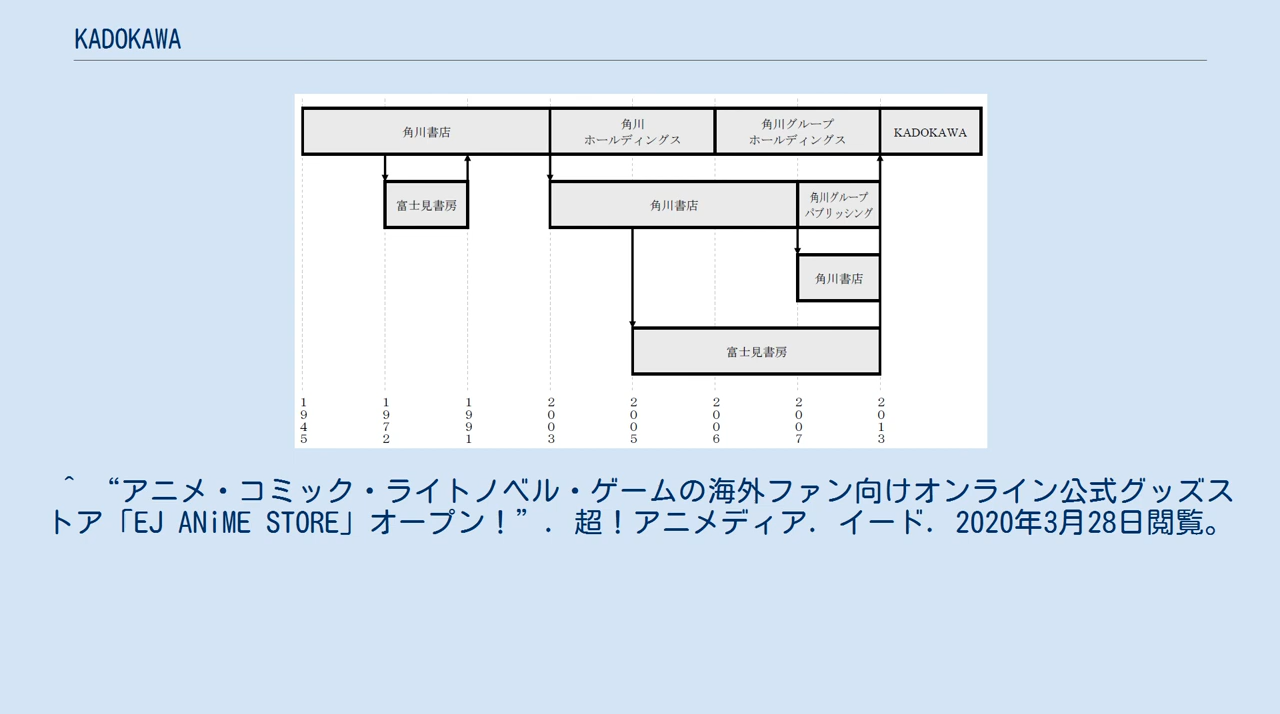 KADOKAWA
角川書店
角川
ホールディングス
角川グループ
ホールディングス
KADOKAWA
富士見書房
角川書店
角川グループ
パブリッシング
角川書店
富士見書房
1945
1972
1991
2003
2005
2006
2007
2013
^ “アニメ・コミック・ライトノベル・ゲームの海外ファン向けオンライン公式グッズス
トア「EJ ANiME STORE」オープン！”. 超！アニメディア. イード. 2020年3月28日閲覧。